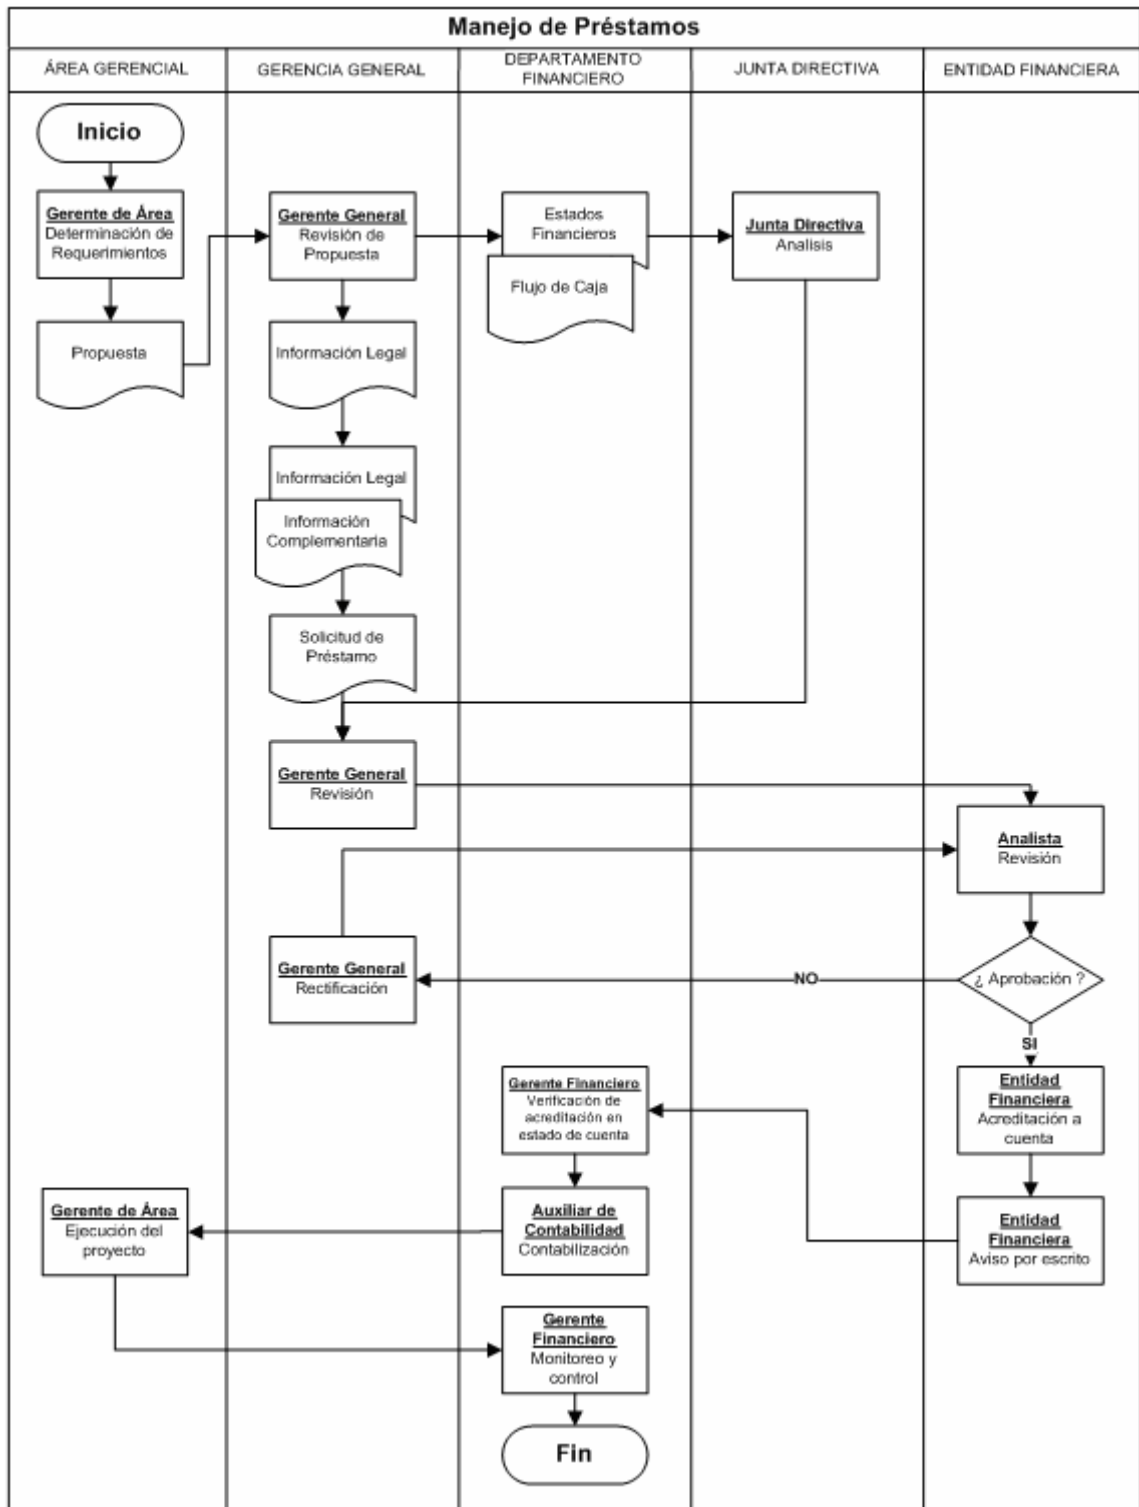 Manejo de Préstamos
ÁREA GERENCIAL
GERENCIA GENERAL
DEPARTAMENTO
FINANCIERO
JUNTA DIRECTIVA
ENTIDAD FINANCIERA
Inicio
Gerente de Área
Determinación de
Requerimientos
Gerente General
Revisión de
Propuesta
Estados
Financieros
Flujo de Caja
Junta Directiva
Analisis
Propuesta
Información Legal
Información Legal
Información
Complementaria
Solicitud de
Préstamo
Gerente General
Revisión
Analista
Revisión
Gerente General
Rectificación
NO
¿ Aprobación ?
SI
Gerente Financiero
Verificación de
acreditación en
estado de cuenta
Entidad
Financiera
Acreditación a
cuenta
Gerente de Área
Ejecución del
proyecto
Auxiliar de
Contabilidad
Contabilización
Entidad
Financiera
Aviso por escrito
Gerente
Financiero
Monitoreo y
control
Fin